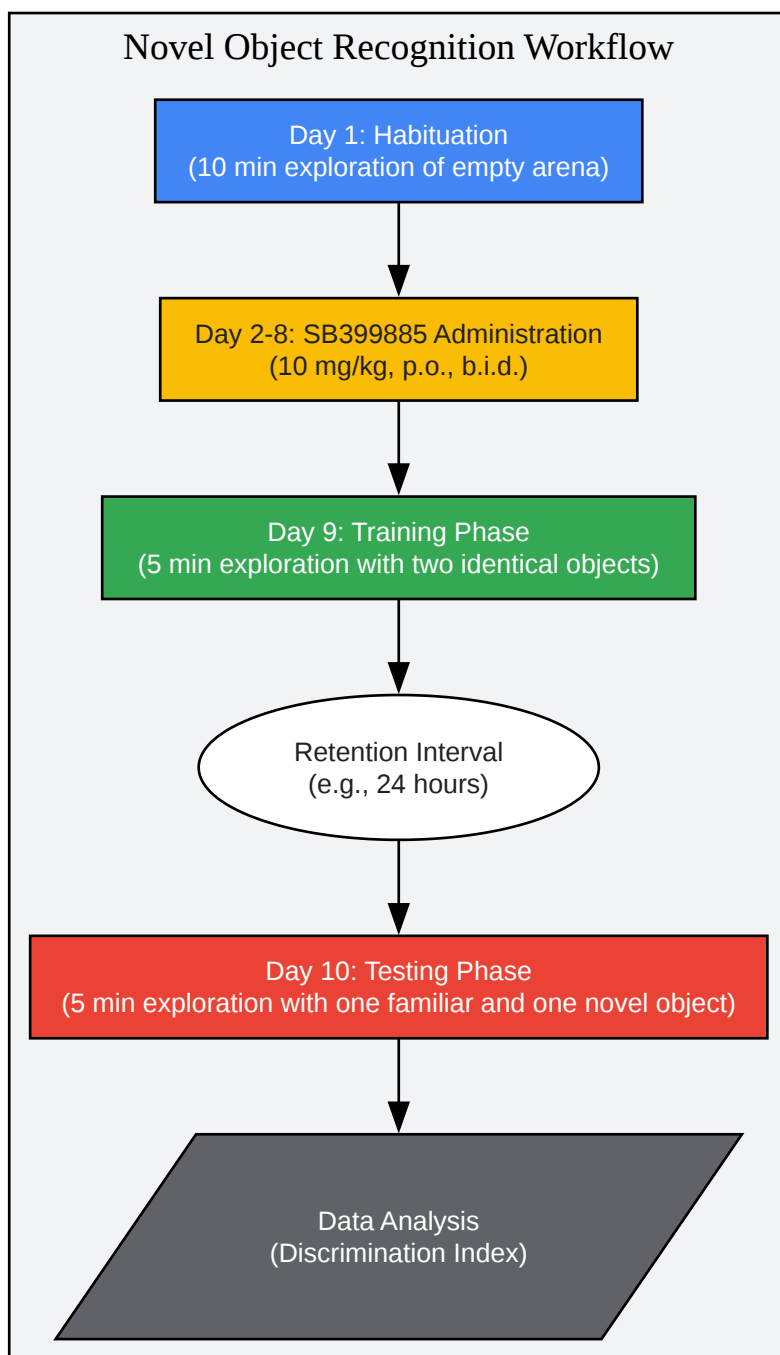 Novel Object Recognition Workflow
Day 1: Habituation
(10 min exploration of empty arena)
Day 2-8: SB399885 Administration
(10 mg/kg, p.o., b.i.d.)
Day 9: Training Phase
(5 min exploration with two identical objects)
Retention Interval
(e.g., 24 hours)
Day 10: Testing Phase
(5 min exploration with one familiar and one novel object)
Data Analysis
(Discrimination Index)